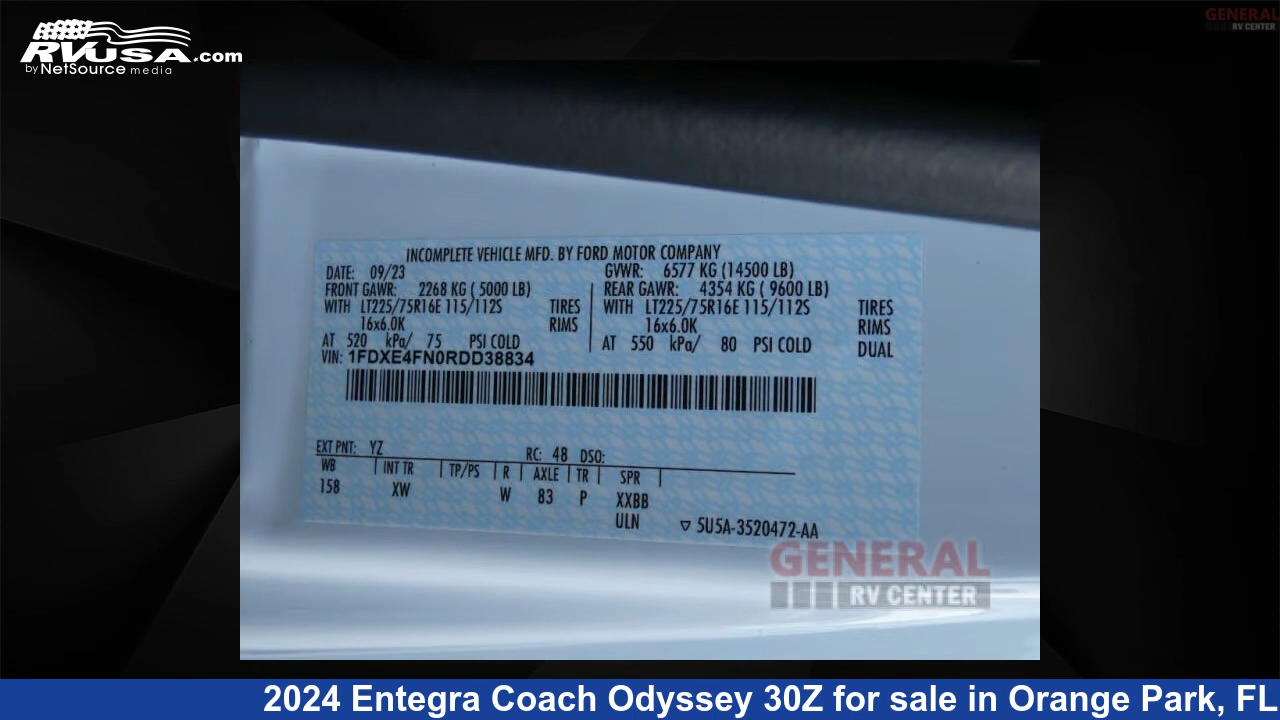 RVUSA.com
by NetSource media
GENERAL
RV CENTER
INCOMPLETE VEHICLE MFD. BY FORD MOTOR COMPANY
DATE: 09/23 GVWR: 6577 KG (14500 LB)
FRONT GAWR: 2268 KG ( 5000 LB) REAR GAWR: 4354 KG ( 9600 LB)
WITH LT225/75R16E 115/112S TIRES WITH LT225/75R16E 115/112S TIRES
16x6.0K RIMS 16x6.0K RIMS
AT 520 kPa/ 75 PSI COLD AT 550 kPa/ 80 PSI COLD DUAL
VIN: 1FDXE4FN0RDD38834
EXT PNT: YZ RC: 48 DSO:
WB INT TR TP/PS R AXLE TR SPR
158 XW W 83 P XXBB
ULN ▽ 5U5A-3520472-AA
GENERAL
RV CENTER
2024 Entegra Coach Odyssey 30Z for sale in Orange Park, FL